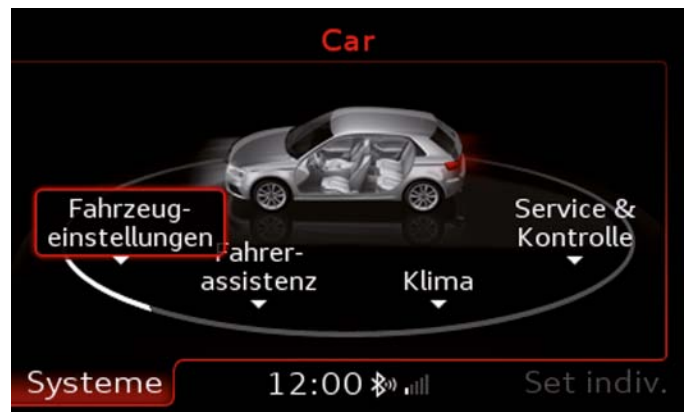 Car
Fahrzeug-
einstellungen
Fahrer-
assistenz
Klima
Service &
Kontrolle
Systeme
12:00
Set indiv.